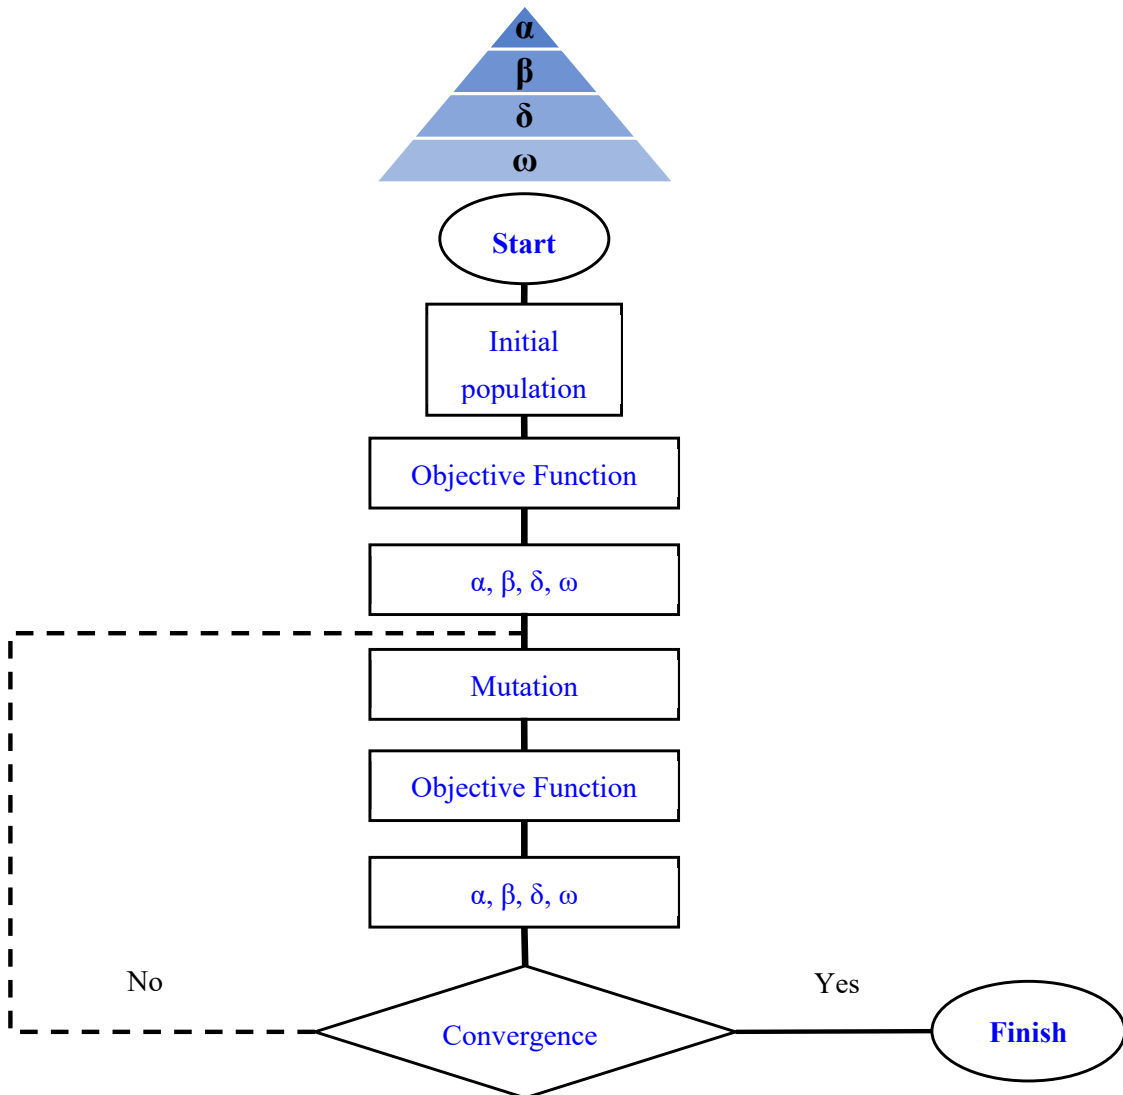 α
β
δ
ω
Start
Initial
population
Objective Function
α, β, δ, ω
Mutation
Objective Function
α, β, δ, ω
No
Yes
Convergence
Finish